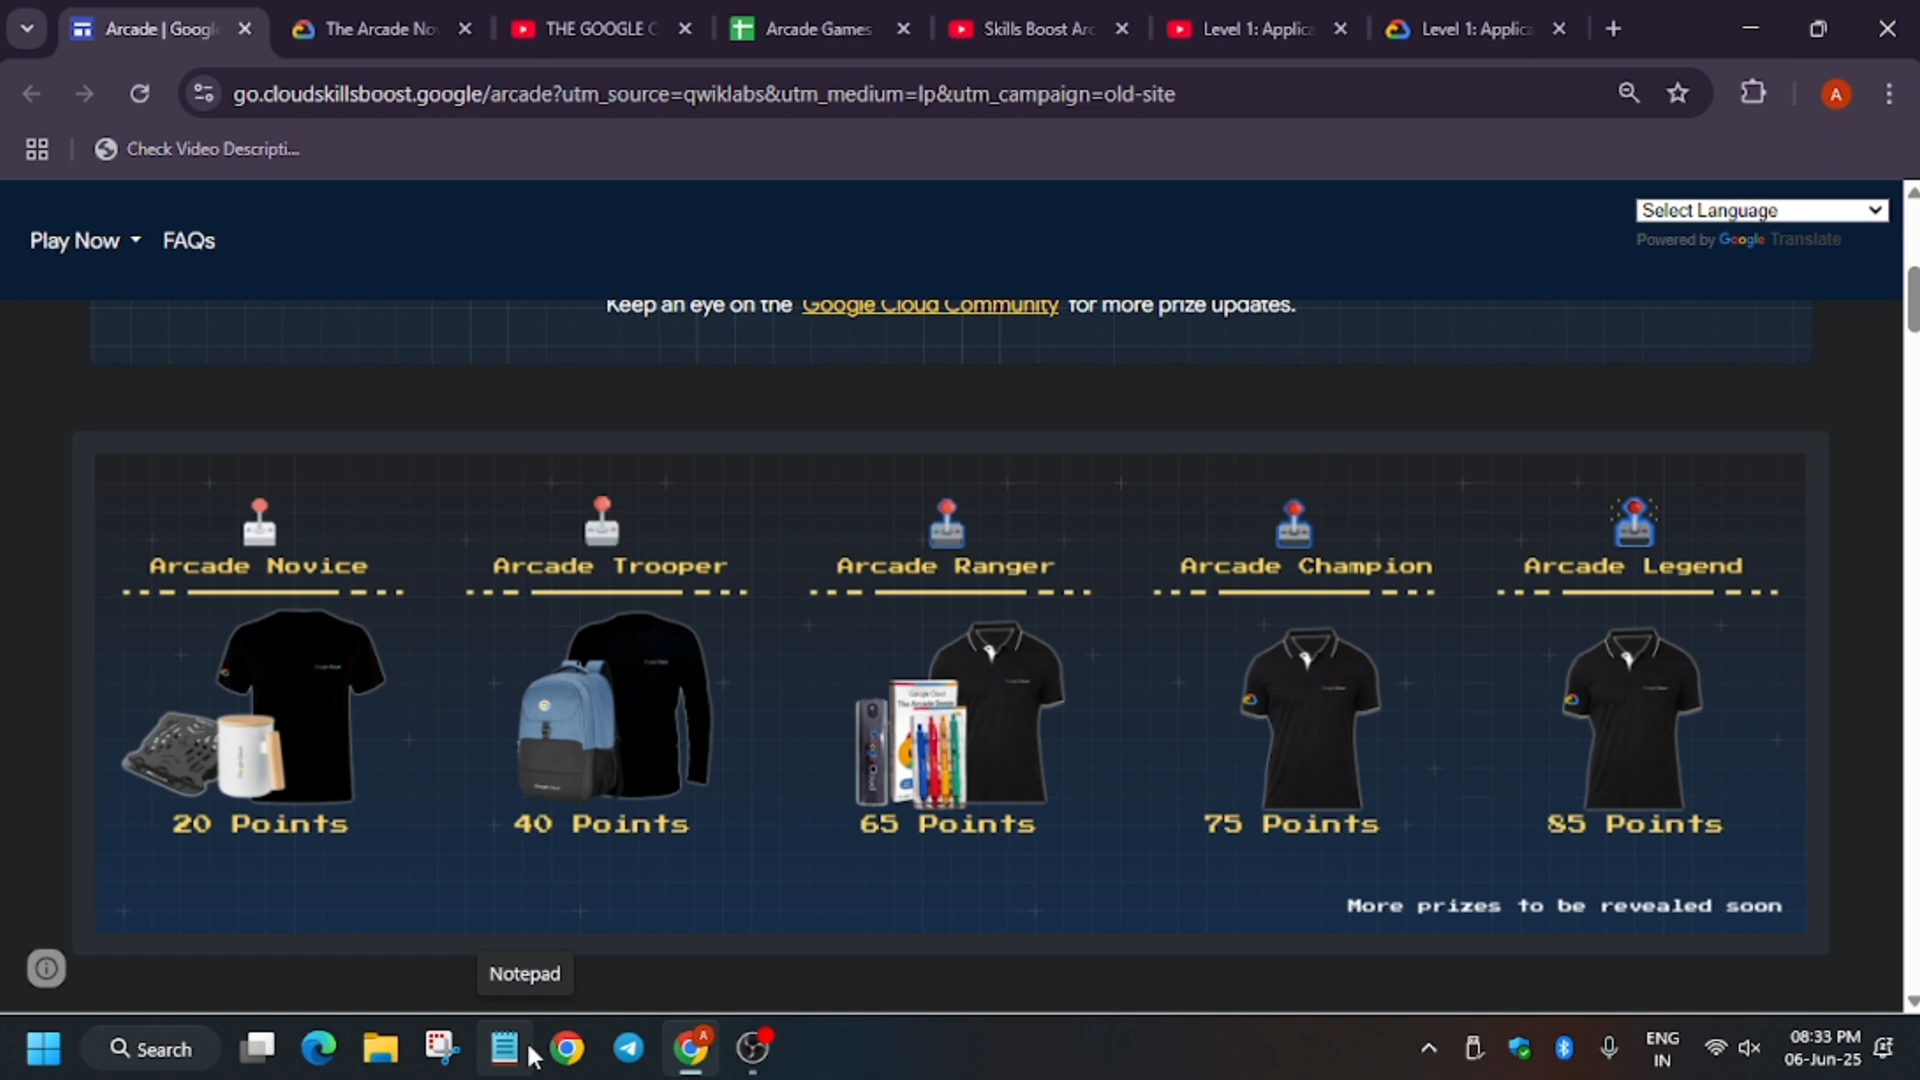 Arcade | Googl
The Arcade No
THE GOOGLE C
Arcade Games
Skills Boost Arc
Level 1: Applica
Level 1: Applica
go.cloudskillsboost.google/arcade?utm_source=qwiklabs&utm_medium=lp&utm_campaign=old-site
A
Check Video Descripti...
Play Now
FAQs
Select Language
Powered by Google Translate
Keep an eye on the Google Cloud Community for more prize updates.
Arcade Novice
Arcade Trooper
Arcade Ranger
Arcade Champion
Arcade Legend
20 Points
40 Points
65 Points
75 Points
85 Points
More prizes to be revealed soon
Notepad
Search
A
ENG
IN
08:33 PM
06-Jun-25